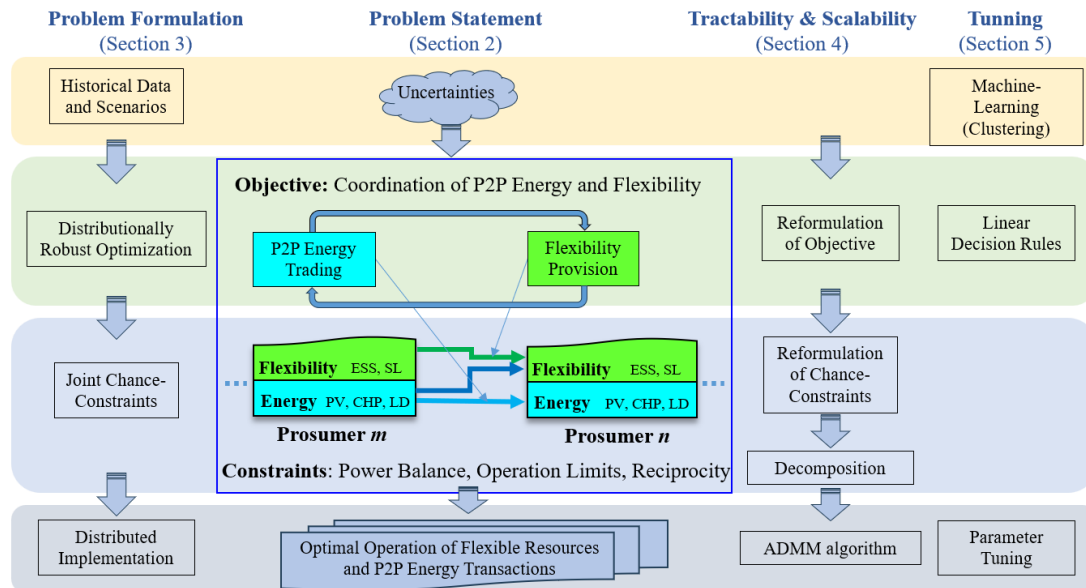 Problem Formulation
(Section 3)
Problem Statement
(Section 2)
Tractability & Scalability
(Section 4)
Tunning
(Section 5)
Historical Data
and Scenarios
Uncertainties
Machine-
Learning
(Clustering)
Objective: Coordination of P2P Energy and Flexibility
Distributionally
Robust Optimization
P2P Energy
Trading
Flexibility
Provision
Reformulation
of Objective
Linear
Decision Rules
Joint Chance-
Constraints
Flexibility ESS, SL
Energy PV, CHP, LD
Prosumer m
Flexibility ESS, SL
Energy PV, CHP, LD
Prosumer n
Reformulation
of Chance-
Constraints
Constraints: Power Balance, Operation Limits, Reciprocity
Decomposition
Distributed
Implementation
Optimal Operation of Flexible Resources
and P2P Energy Transactions
ADMM algorithm
Parameter
Tuning